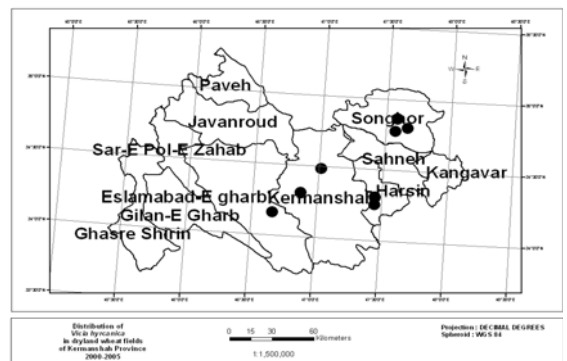 N
W E
S
Paveh
Songhor
Javanroud
Sar-E Pol-E Zahab
Sahneh
Kangavar
Eslamabad-E gharb
Kermanshah
Harsin
Gilan-E Gharb
Ghasre Shirin
Distribution of
Vicia hyrcanica
in dryland wheat fields
of Kermanshah Province
2000-2005
0 15 30 60
Kilometers
1:1,500,000
Projection : DECIMAL DEGREES
Spheroid : WGS 84